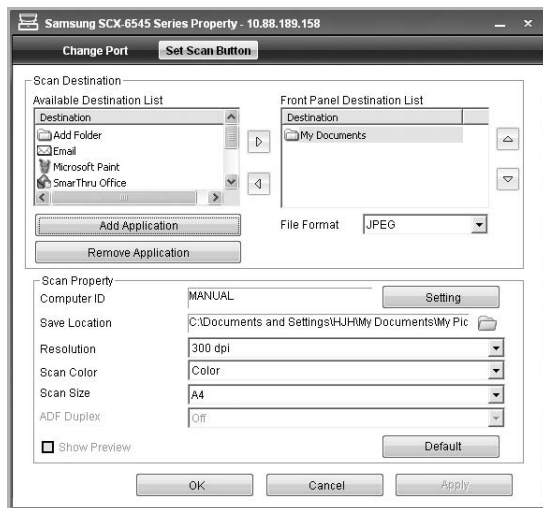 Samsung SCX-6545 Series Property - 10.88.189.158
Change Port Set Scan Button
Scan Destination
Available Destination List
Destination
Add Folder
Email
Microsoft Paint
SmarThru Office
Add Application
Remove Application
Front Panel Destination List
Destination
My Documents
File Format JPEG
Scan Property
Computer ID MANUAL Setting
Save Location C:\Documents and Settings\HJH\My Documents\My Pic
Resolution 300 dpi
Scan Color Color
Scan Size A4
ADF Duplex Off
Show Preview Default
OK Cancel Apply